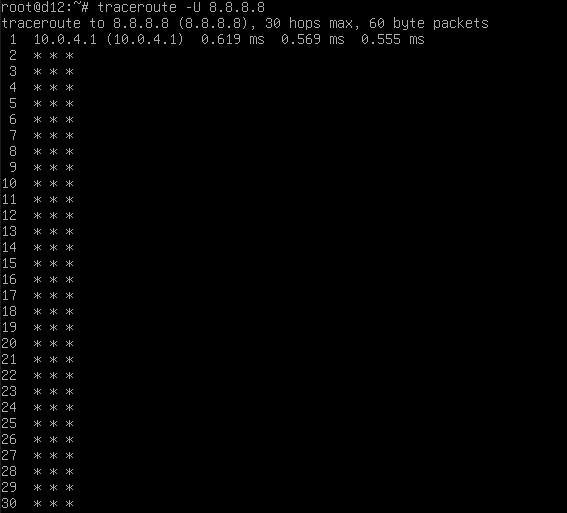 root@d12:~# traceroute -U 8.8.8.8
traceroute to 8.8.8.8 (8.8.8.8), 30 hops max, 60 byte packets
 1  10.0.4.1 (10.0.4.1)  0.619 ms  0.569 ms  0.555 ms
 2  * * *
 3  * * *
 4  * * *
 5  * * *
 6  * * *
 7  * * *
 8  * * *
 9  * * *
10  * * *
11  * * *
12  * * *
13  * * *
14  * * *
15  * * *
16  * * *
17  * * *
18  * * *
19  * * *
20  * * *
21  * * *
22  * * *
23  * * *
24  * * *
25  * * *
26  * * *
27  * * *
28  * * *
29  * * *
30  * * *